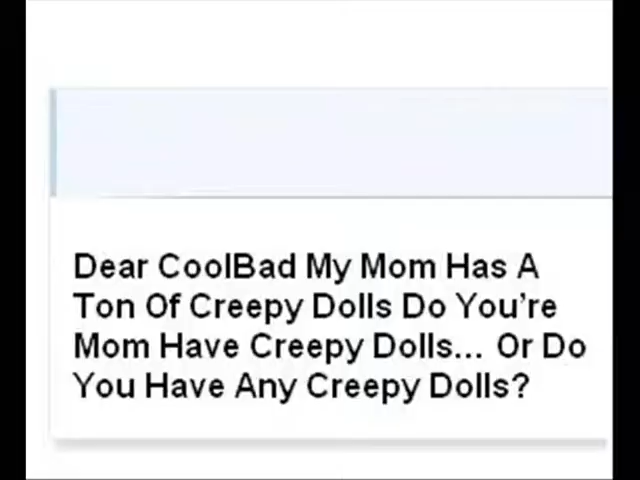 Dear CoolBad My Mom Has A
Ton Of Creepy Dolls Do You're
Mom Have Creepy Dolls... Or Do
You Have Any Creepy Dolls?